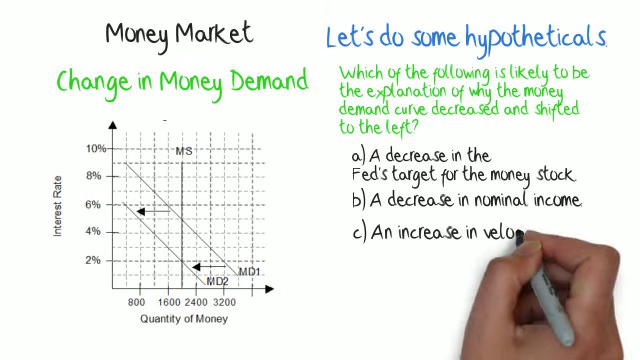 Money Market
Change in Money Demand
Let's do some hypotheticals.
Which of the following is likely to be
the explanation of why the money
demand curve decreased and shifted
to the left?
a) A decrease in the
Fed's target for the money stock.
b) A decrease in nominal income.
c) An increase in velo
MS
10%
8%
6%
4%
2%
Interest Rate
MD1
MD2
800 1600 2400 3200
Quantity of Money